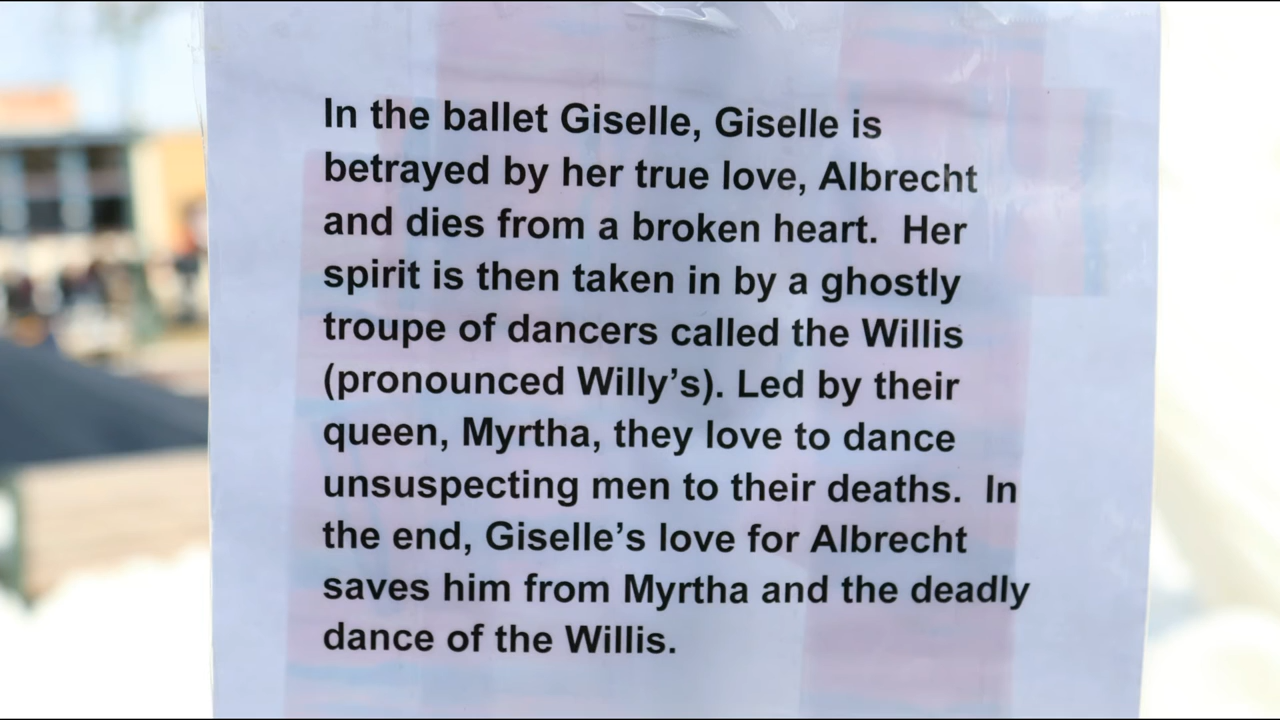 In the ballet Giselle, Giselle is
betrayed by her true love, Albrecht
and dies from a broken heart.  Her
spirit is then taken in by a ghostly
troupe of dancers called the Willis
(pronounced Willy’s). Led by their
queen, Myrtha, they love to dance
unsuspecting men to their deaths.  In
the end, Giselle’s love for Albrecht
saves him from Myrtha and the deadly
dance of the Willis.